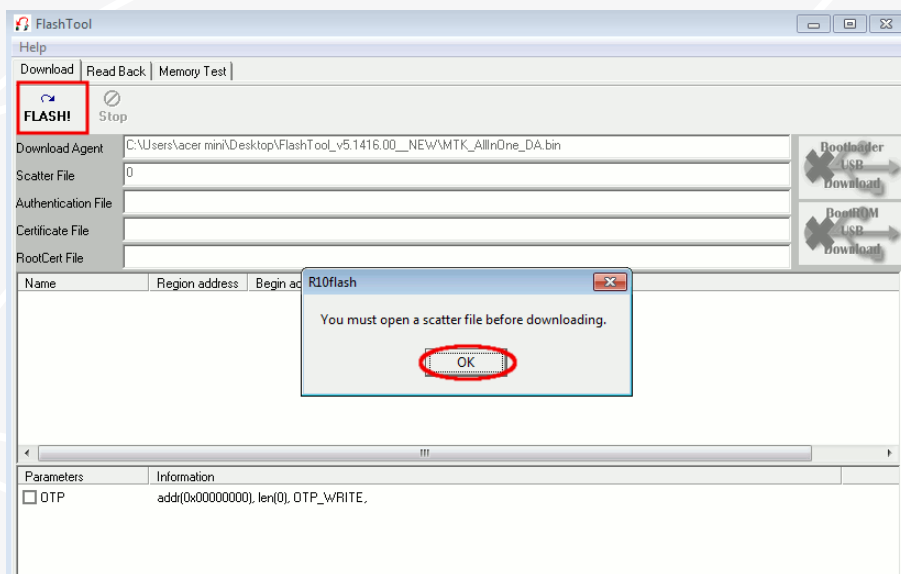 FlashTool
Help
Download Read Back Memory Test
FLASH! Stop
Download Agent C:\Users\acer mini\Desktop\FlashTool_v5.1416.00__NEW\MTK_AllInOne_DA.bin
Scatter File 0
Authentication File
Certificate File
RootCert File
Bootloader
USB
Download
BootROM
USB
Download
Name Region address Begin ad
R10flash
You must open a scatter file before downloading.
OK
Parameters Information
OTP addr(0x00000000), len(0), OTP_WRITE,